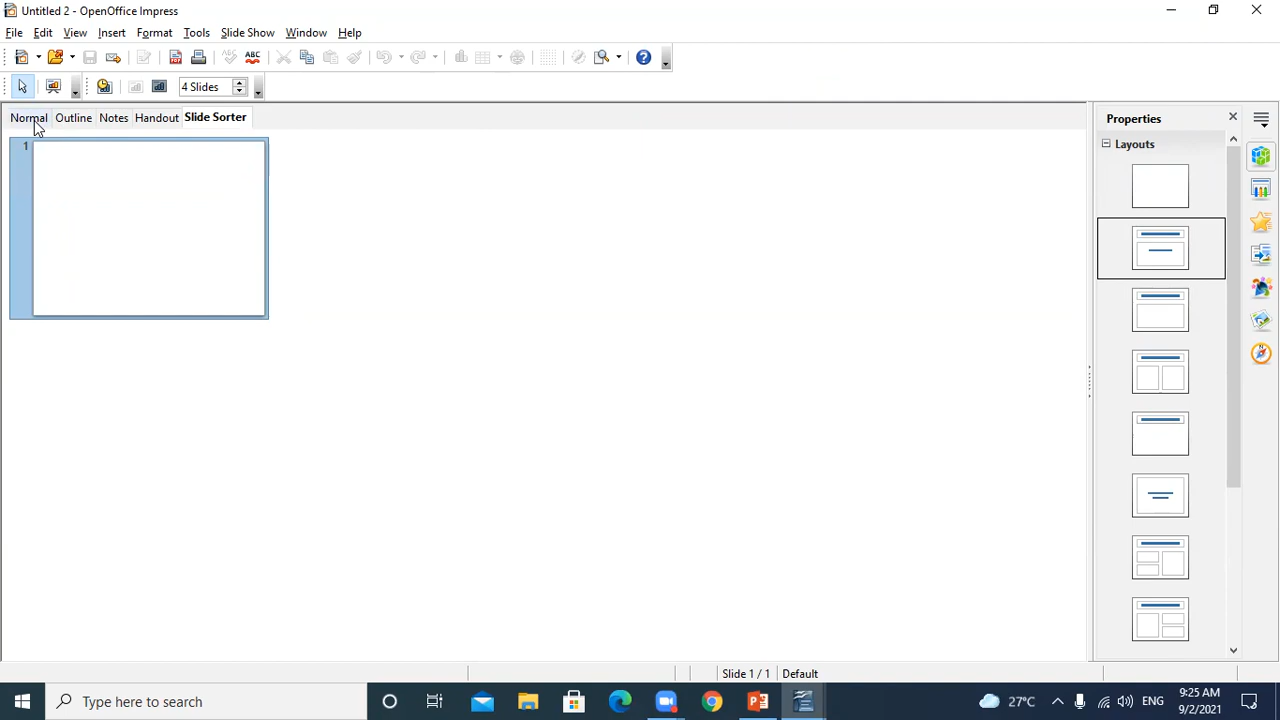 Untitled 2 - OpenOffice Impress
File Edit View Insert Format Tools Slide Show Window Help
ABC
4 Slides
Normal Outline Notes Handout Slide Sorter
Properties
Layouts
1
Slide 1 / 1 Default
Type here to search
27°C ENG
9:25 AM
9/2/2021